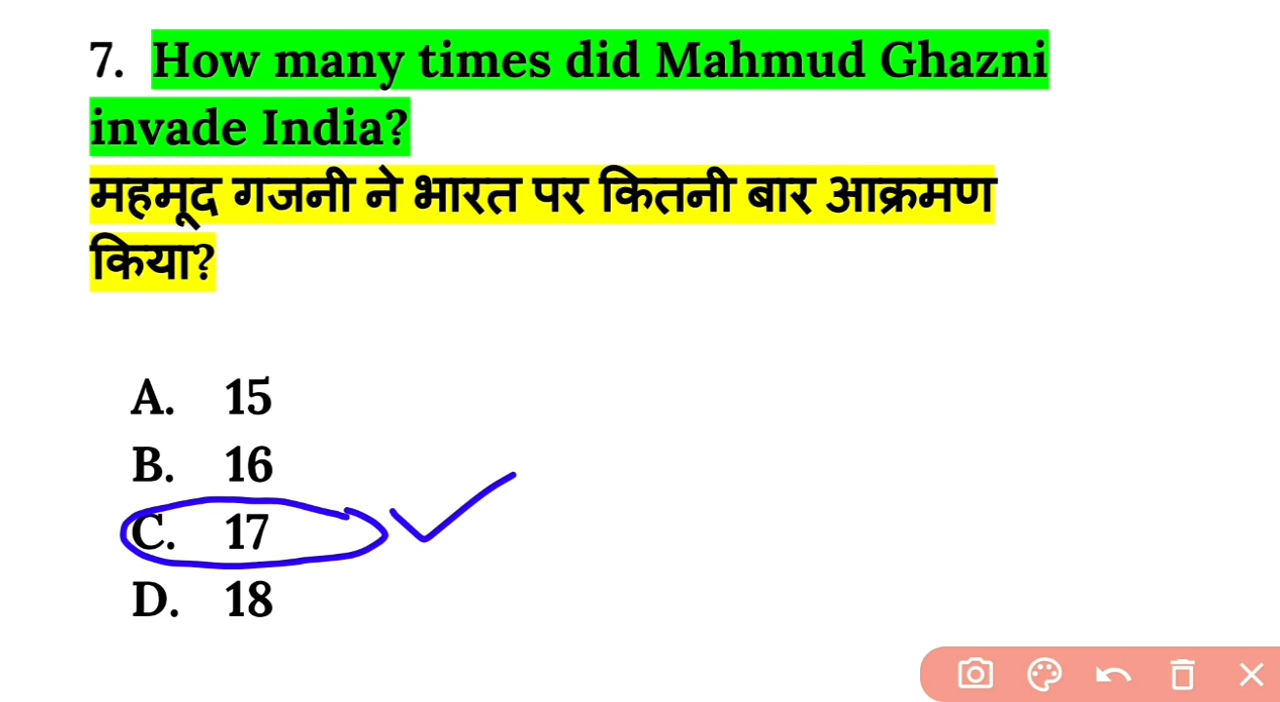 7. How many times did Mahmud Ghazni
invade India?
महमूद गजनी ने भारत पर कितनी बार आक्रमण
किया?
A. 15
B. 16
C. 17
D. 18